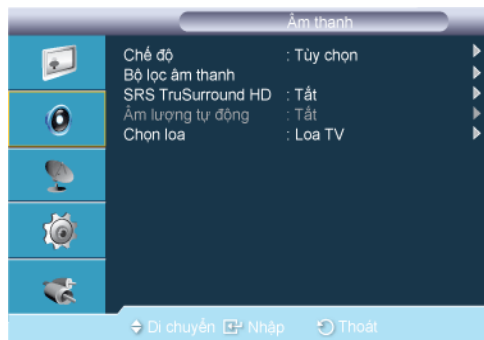 Âm thanh
Chế độ : Tùy chọn
Bộ lọc âm thanh
SRS TruSurround HD : Tắt
Âm lượng tự động : Tắt
Chọn loa : Loa TV
Di chuyển Nhập Thoát